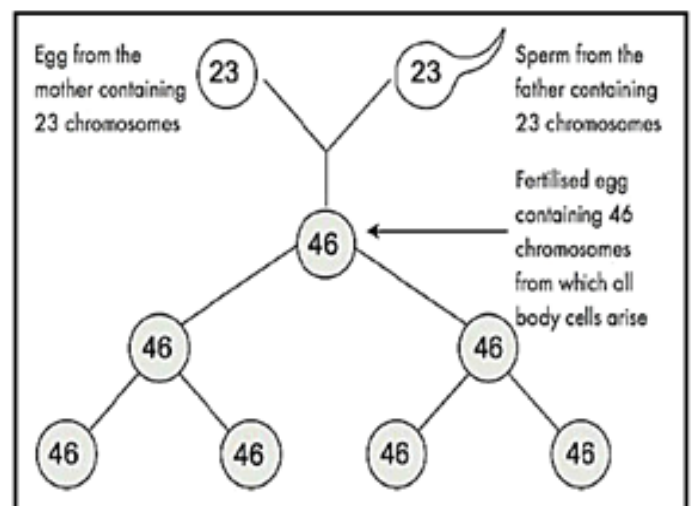 Egg from the
mother containing
23 chromosomes
23
23
Sperm from the
father containing
23 chromosomes
Fertilised egg
containing 46
chromosomes
from which all
body cells arise
46
46
46
46
46
46
46